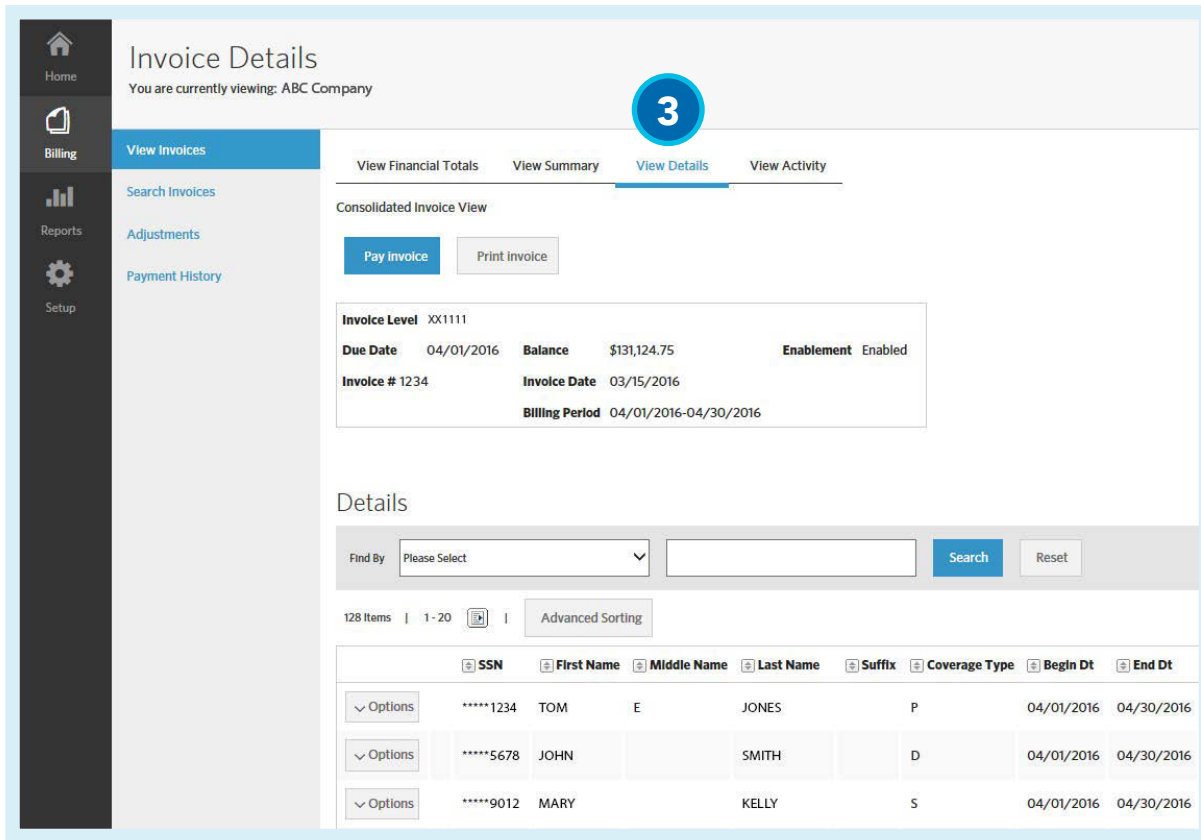 Home
Billing
Reports
Setup
Invoice Details
You are currently viewing: ABC Company
View Invoices
Search Invoices
Adjustments
Payment History
3
View Financial Totals View Summary View Details View Activity
Consolidated Invoice View
Pay invoice Print invoice
Invoice Level XX1111
Due Date 04/01/2016 Balance $131,124.75 Enablement Enabled
Invoice # 1234 Invoice Date 03/15/2016
Billing Period 04/01/2016-04/30/2016
Details
Find By Please Select Search Reset
128 Items | 1 - 20 | Advanced Sorting
SSN First Name Middle Name Last Name Suffix Coverage Type Begin Dt End Dt
Options *****1234 TOM E JONES P 04/01/2016 04/30/2016
Options *****5678 JOHN SMITH D 04/01/2016 04/30/2016
Options *****9012 MARY KELLY S 04/01/2016 04/30/2016